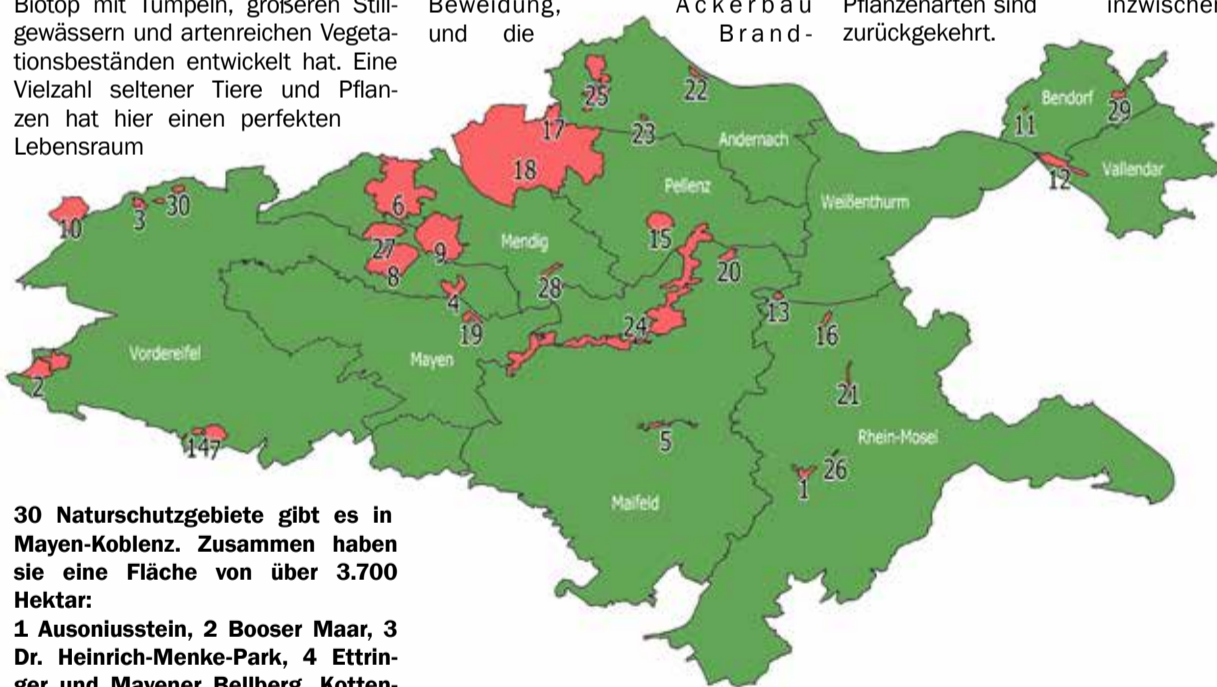 Biotop mit Tümpeln, größeren Still-
gewässern und artenreichen Vegeta-
tionsbeständen entwickelt hat. Eine
Vielzahl seltener Tiere und Pflan-
zen hat hier einen perfekten
Lebensraum
Beweidung, Ackerbau
und die Brand-
Pflanzenarten sind inzwischen
zurückgekehrt.
25
22
17
23
Andernach
Bendorf
29
11
12
Vallendar
18
Pellenz
Weißenthurm
6
10
3
30
27
9
8
Mendig
15
20
28
4
19
24
13
16
Vordereifel
Mayen
2
21
147
5
Rhein-Mosel
26
1
Maifeld
30 Naturschutzgebiete gibt es in
Mayen-Koblenz. Zusammen haben
sie eine Fläche von über 3.700
Hektar:
1 Ausoniusstein, 2 Booser Maar, 3
Dr. Heinrich-Menke-Park, 4 Ettrin-
ger und Mayener Bellberg, Kotten-